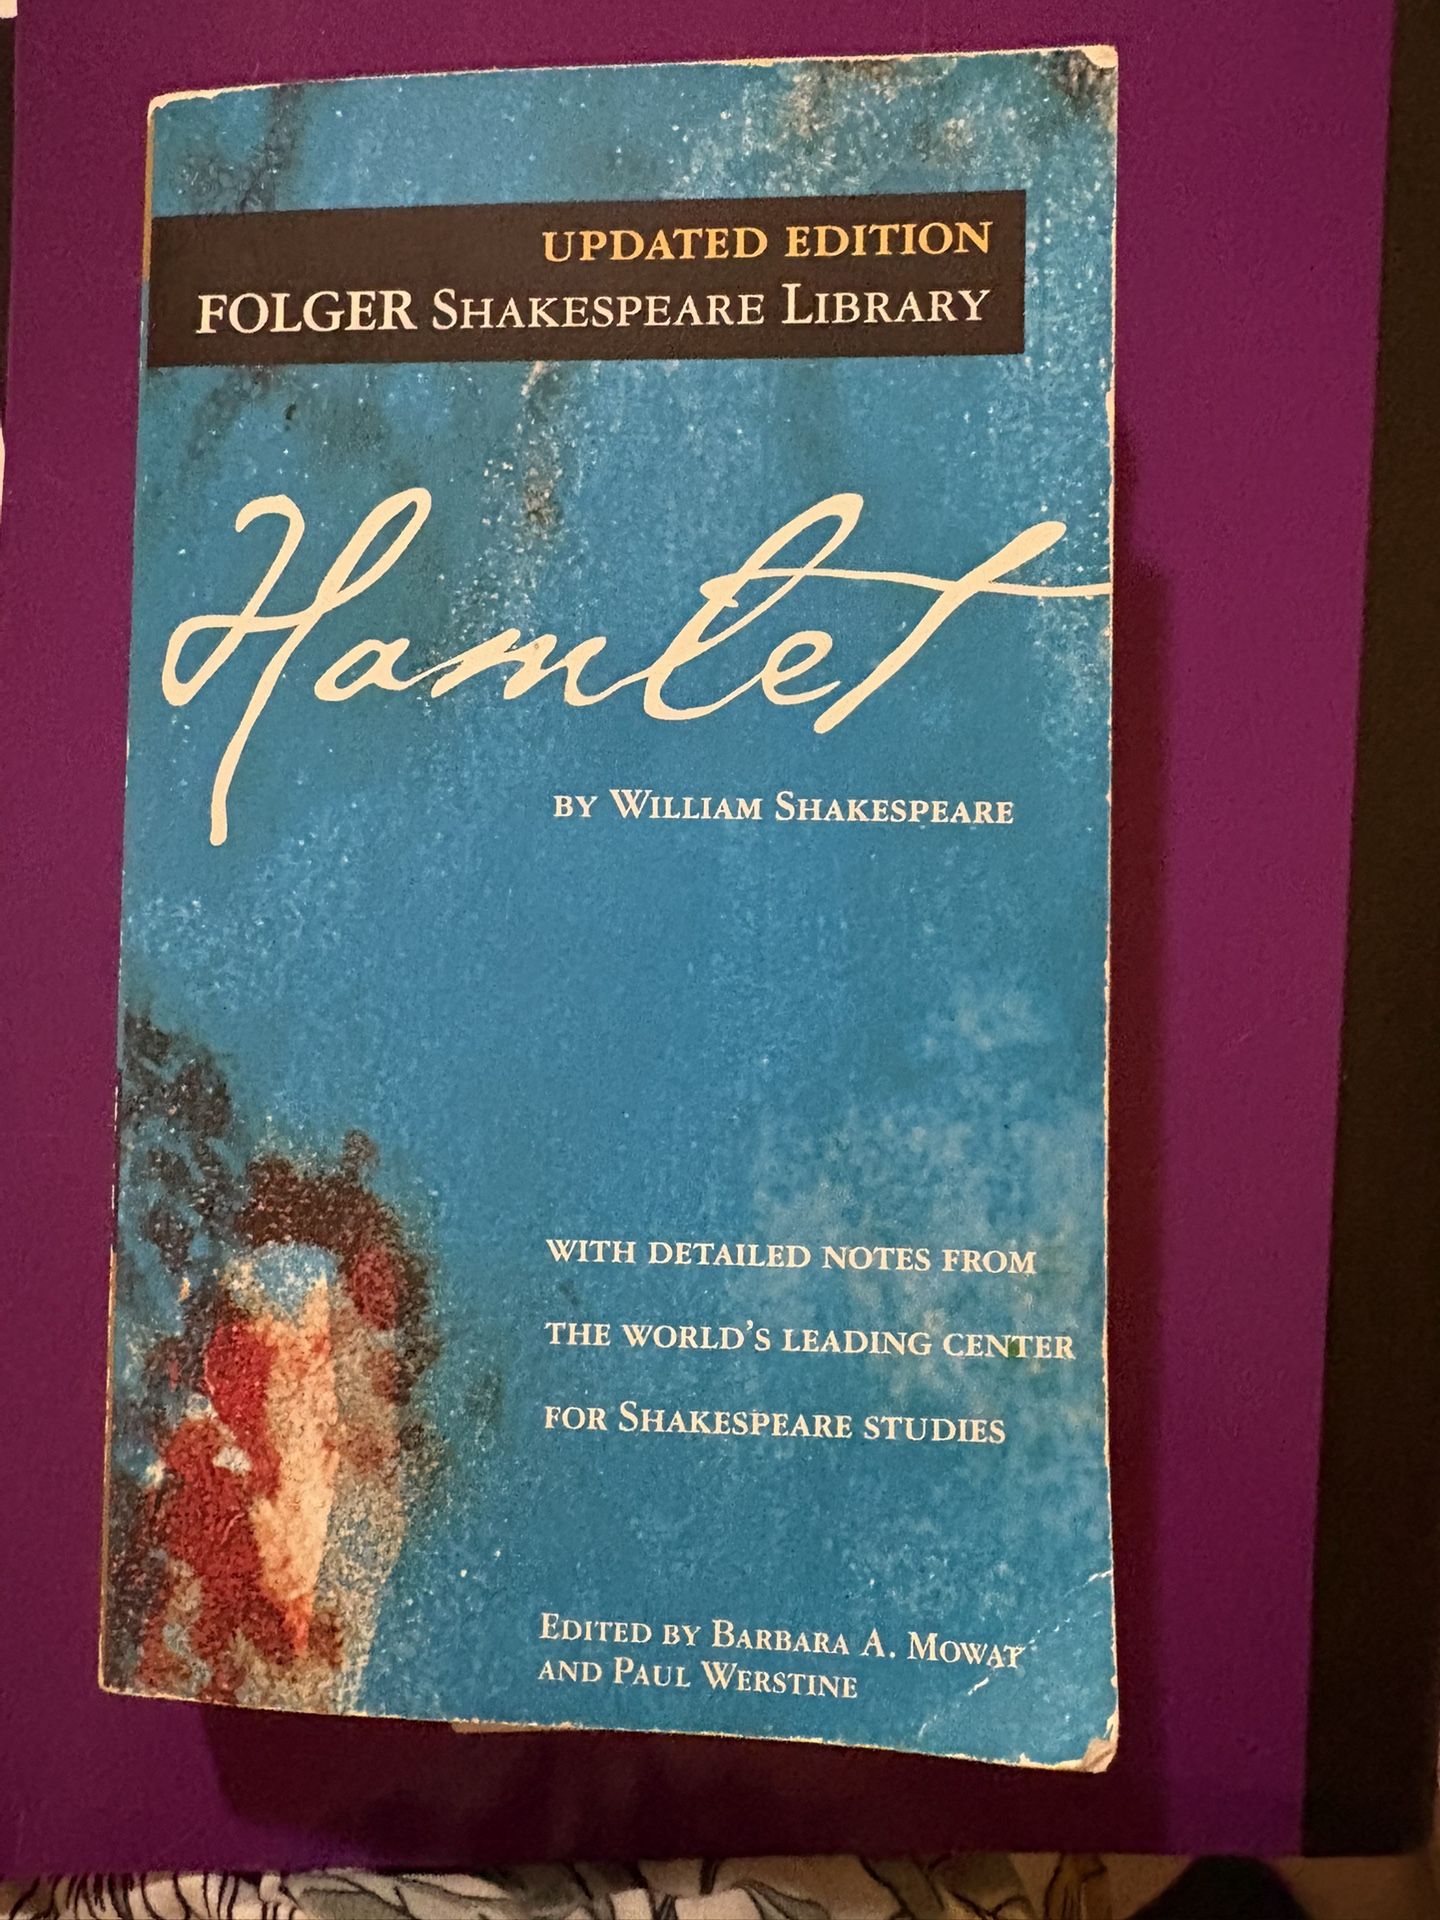 UPDATED EDITION
FOLGER SHAKESPEARE LIBRARY
Hamlet
BY WILLIAM SHAKESPEARE
WITH DETAILED NOTES FROM
THE WORLD'S LEADING CENTER
FOR SHAKESPEARE STUDIES
EDITED BY BARBARA A. MOWAT
AND PAUL WERSTINE